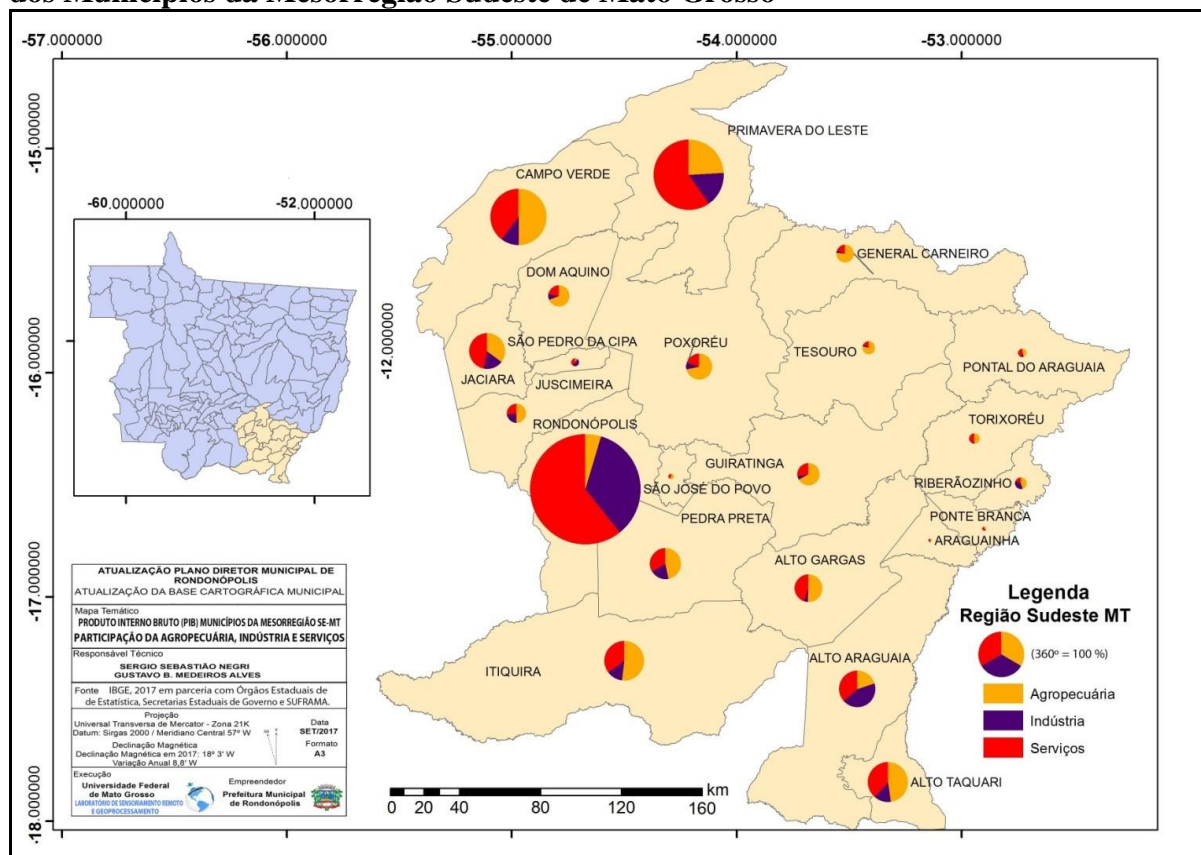 dos Municípios da Mesorregião Sudeste de Mato Grosso
-57.000000
-56.000000
-55.000000
-54.000000
-53.000000
-15.000000
-16.000000
-17.000000
-18.000000
-60.000000
-52.000000
-12.000000
PRIMAVERA DO LESTE
CAMPO VERDE
GENERAL CARNEIRO
DOM AQUINO
SÃO PEDRO DA CIPA
POXORÉU
TESOURO
PONTAL DO ARAGUAIA
JACIARA
JUSCIMEIRA
TORIXORÉU
RONDONÓPOLIS
GUIRATINGA
RIBERÃOZINHO
SÃO JOSÉ DO POVO
PEDRA PRETA
PONTE BRANCA
ARAGUAINHA
ALTO GARGAS
ITIQUIRA
ALTO ARAGUAIA
ALTO TAQUARI
Legenda
Região Sudeste MT
(360º = 100 %)
Agropecuária
Indústria
Serviços
km
0 20 40 80 120 160
ATUALIZAÇÃO PLANO DIRETOR MUNICIPAL DE
RONDONÓPOLIS
ATUALIZAÇÃO DA BASE CARTOGRÁFICA MUNICIPAL
Mapa Temático
PRODUTO INTERNO BRUTO (PIB) MUNICÍPIOS DA MESORREGIÃO SE-MT
PARTICIPAÇÃO DA AGROPECUÁRIA, INDÚSTRIA E SERVIÇOS
Responsável Técnico
SERGIO SEBASTIÃO NEGRI
GUSTAVO B. MEDEIROS ALVES
Fonte IBGE, 2017 em parceria com Órgãos Estaduais de
de Estatística, Secretarias Estaduais de Governo e SUFRAMA.
Projeção
Universal Transversa de Mercator - Zona 21K
Datum: Sirgas 2000 / Meridiano Central 57º W
Declinação Magnética
Declinação Magnética em 2017: 18º 3' W
Variação Anual 8,8' W
Data
SET/2017
Formato
A3
Execução
Universidade Federal
de Mato Grosso
LABORATÓRIO DE SENSORIAMENTO REMOTO
E GEOPROCESSAMENTO
Empreendedor
Prefeitura Municipal
de Rondonópolis